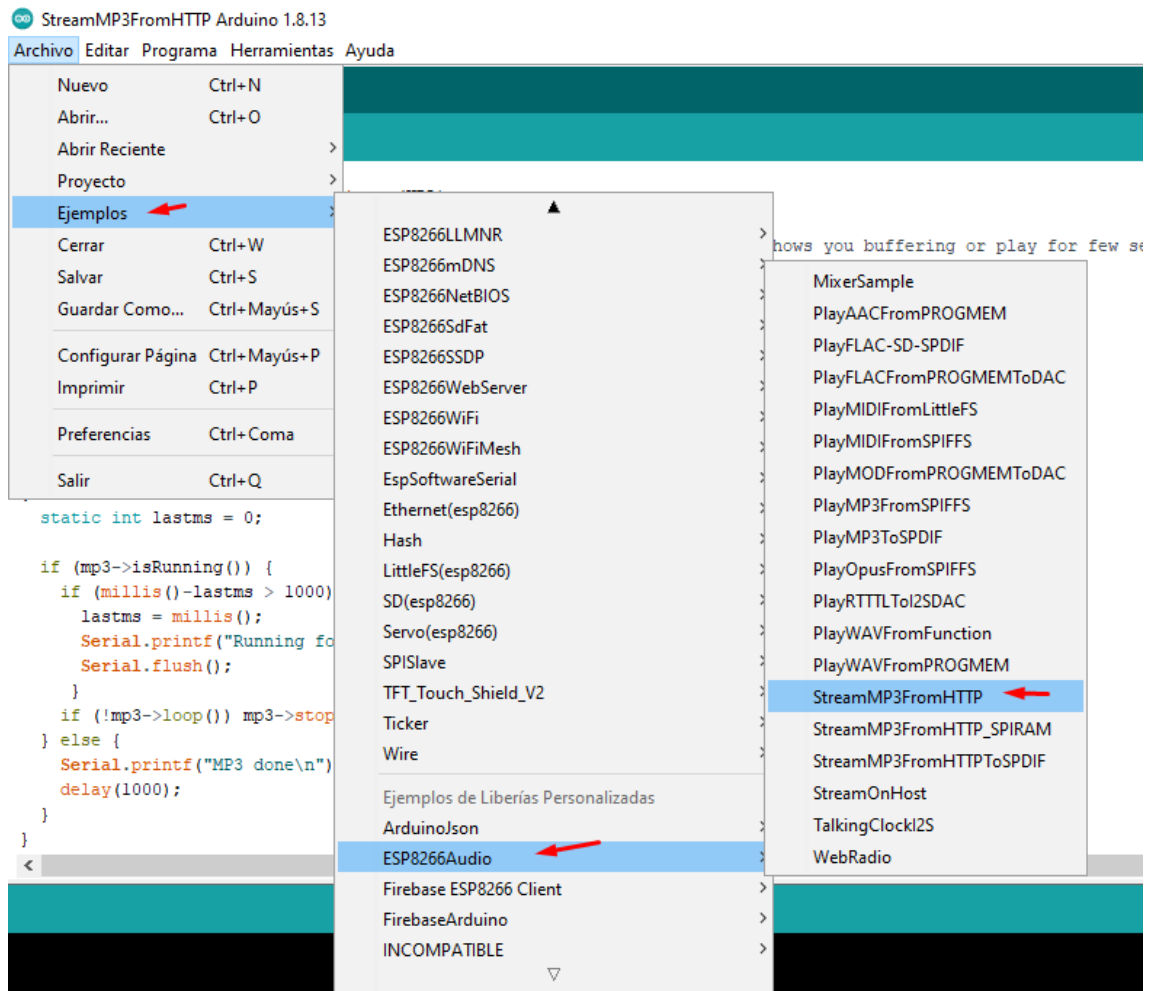 StreamMP3FromHTTP Arduino 1.8.13
Archivo Editar Programa Herramientas Ayuda
Nuevo Ctrl+N
Abrir... Ctrl+O
Abrir Reciente
Proyecto
Ejemplos
Cerrar Ctrl+W
Salvar Ctrl+S
Guardar Como... Ctrl+Mayús+S
Configurar Página Ctrl+Mayús+P
Imprimir Ctrl+P
Preferencias Ctrl+Coma
Salir Ctrl+Q
ESP8266LLMNR
ESP8266mDNS
ESP8266NetBIOS
ESP8266SdFat
ESP8266SSDP
ESP8266WebServer
ESP8266WiFi
ESP8266WiFiMesh
EspSoftwareSerial
Ethernet(esp8266)
Hash
LittleFS(esp8266)
SD(esp8266)
Servo(esp8266)
SPISlave
TFT_Touch_Shield_V2
Ticker
Wire
Ejemplos de Liberías Personalizadas
ArduinoJson
ESP8266Audio
Firebase ESP8266 Client
FirebaseArduino
INCOMPATIBLE
hows you buffering or play for few se
MixerSample
PlayAACFromPROGMEM
PlayFLAC-SD-SPDIF
PlayFLACFromPROGMEMToDAC
PlayMIDIFromLittleFS
PlayMIDIFromSPIFFS
PlayMODFromPROGMEMToDAC
PlayMP3FromSPIFFS
PlayMP3ToSPDIF
PlayOpusFromSPIFFS
PlayRTTTLToI2SDAC
PlayWAVFromFunction
PlayWAVFromPROGMEM
StreamMP3FromHTTP
StreamMP3FromHTTP_SPIRAM
StreamMP3FromHTTPToSPDIF
StreamOnHost
TalkingClockI2S
WebRadio
static int lastms = 0;
if (mp3->isRunning()) {
if (millis()-lastms > 1000)
lastms = millis();
Serial.printf("Running fo
Serial.flush();
}
if (!mp3->loop()) mp3->stop
} else {
Serial.printf("MP3 done\n")
delay(1000);
}
}